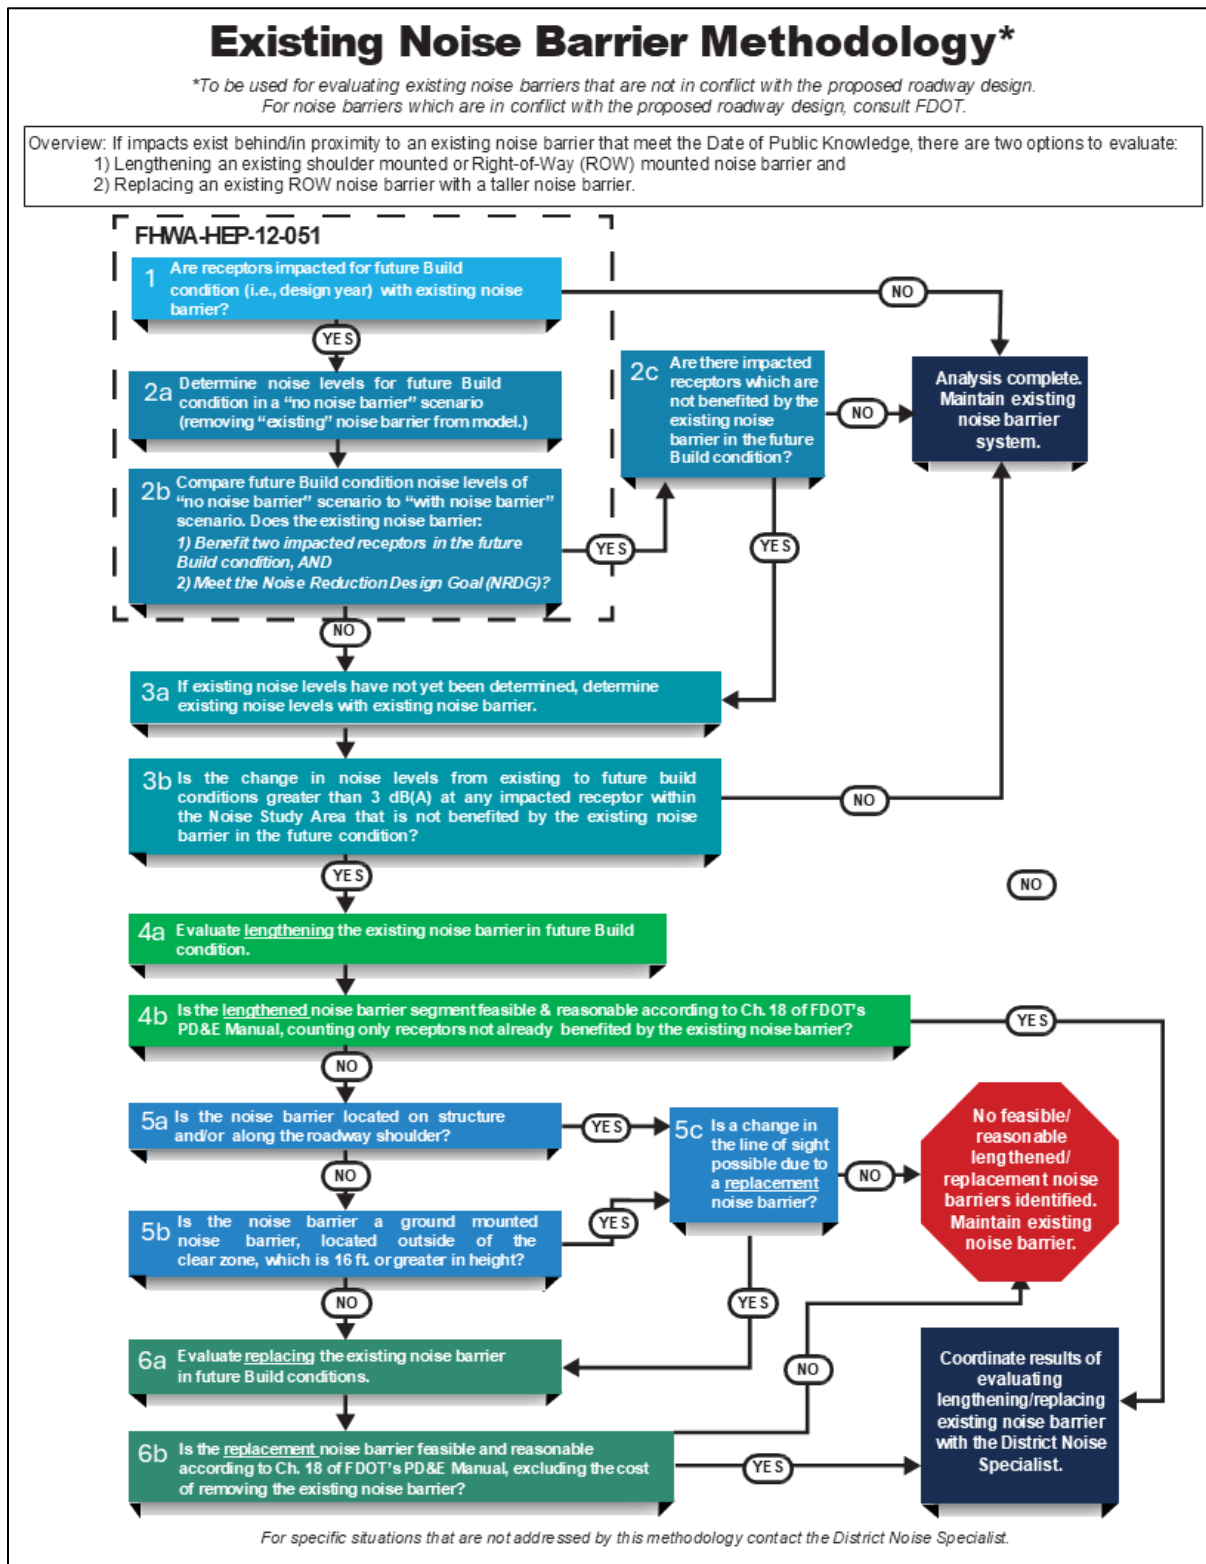 Existing Noise Barrier Methodology*
*To be used for evaluating existing noise barriers that are not in conflict with the proposed roadway design.
For noise barriers which are in conflict with the proposed roadway design, consult FDOT.
Overview: If impacts exist behind/in proximity to an existing noise barrier that meet the Date of Public Knowledge, there are two options to evaluate:
1) Lengthening an existing shoulder mounted or Right-of-Way (ROW) mounted noise barrier and
2) Replacing an existing ROW noise barrier with a taller noise barrier.
FHWA-HEP-12-051
1 Are receptors impacted for future Build
condition (i.e., design year) with existing noise
barrier?
NO
YES
2a Determine noise levels for future Build
condition in a “no noise barrier” scenario
(removing “existing” noise barrier from model.)
2b Compare future Build condition noise levels of
“no noise barrier” scenario to “with noise barrier”
scenario. Does the existing noise barrier:
1) Benefit two impacted receptors in the future
Build condition, AND
2) Meet the Noise Reduction Design Goal (NRDG)?
YES
2c Are there impacted
receptors which are
not benefited by the
existing noise
barrier in the future
Build condition?
NO
Analysis complete.
Maintain existing
noise barrier
system.
YES
NO
3a If existing noise levels have not yet been determined, determine
existing noise levels with existing noise barrier.
3b Is the change in noise levels from existing to future build
conditions greater than 3 dB(A) at any impacted receptor within
the Noise Study Area that is not benefited by the existing noise
barrier in the future condition?
NO
YES
NO
4a Evaluate lengthening the existing noise barrier in future Build
condition.
4b Is the lengthened noise barrier segment feasible & reasonable according to Ch. 18 of FDOT’s
PD&E Manual, counting only receptors not already benefited by the existing noise barrier?
YES
NO
5a Is the noise barrier located on structure
and/or along the roadway shoulder?
YES
NO
5b Is the noise barrier a ground mounted
noise barrier, located outside of the
clear zone, which is 16 ft. or greater in height?
YES
5c Is a change in
the line of sight
possible due to
a replacement
noise barrier?
NO
No feasible/
reasonable
lengthened/
replacement noise
barriers identified.
Maintain existing
noise barrier.
NO
YES
6a Evaluate replacing the existing noise barrier
in future Build conditions.
NO
6b Is the replacement noise barrier feasible and reasonable
according to Ch. 18 of FDOT’s PD&E Manual, excluding the cost
of removing the existing noise barrier?
YES
Coordinate results of
evaluating
lengthening/replacing
existing noise barrier
with the District Noise
Specialist.
For specific situations that are not addressed by this methodology contact the District Noise Specialist.